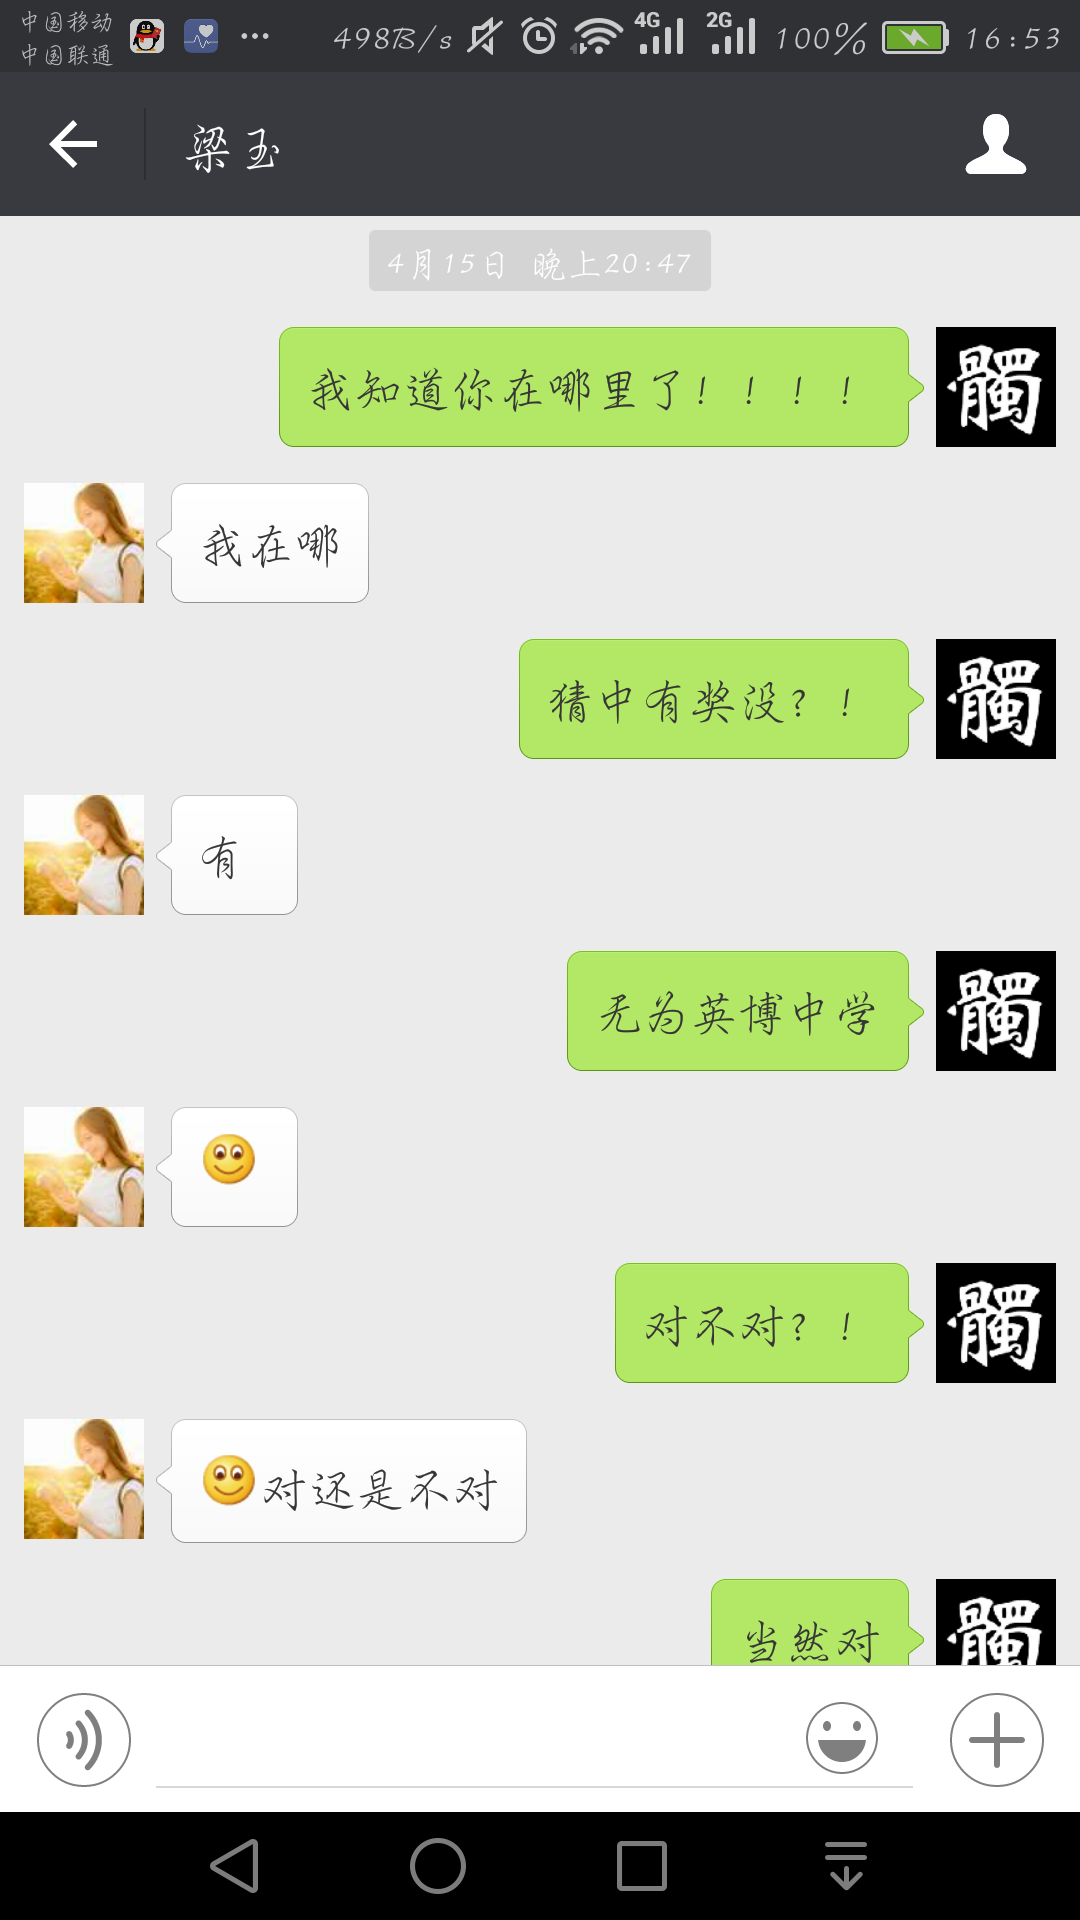 中国移动
中国联通
498B/s 4G 2G 100% 16:53
梁玉
4月15日 晚上20:47
我知道你在哪里了！！！！
髑
我在哪
猜中有奖没？！
髑
有
无为英博中学
髑
对不对？！
髑
对还是不对
当然对
髑